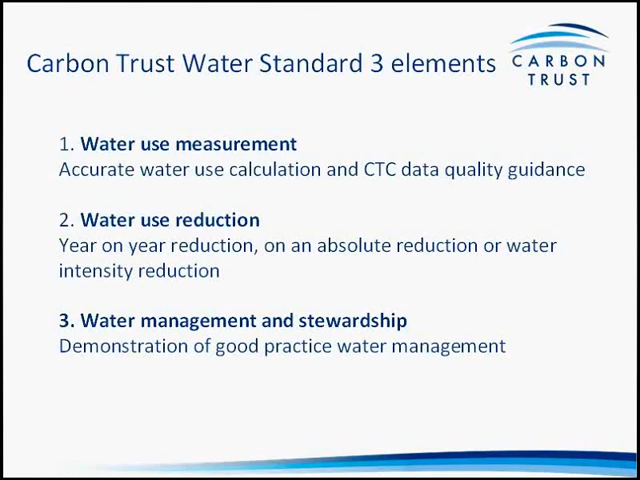 Carbon Trust Water Standard 3 elements
CARBON
TRUST
1. Water use measurement
Accurate water use calculation and CTC data quality guidance
2. Water use reduction
Year on year reduction, on an absolute reduction or water
intensity reduction
3. Water management and stewardship
Demonstration of good practice water management